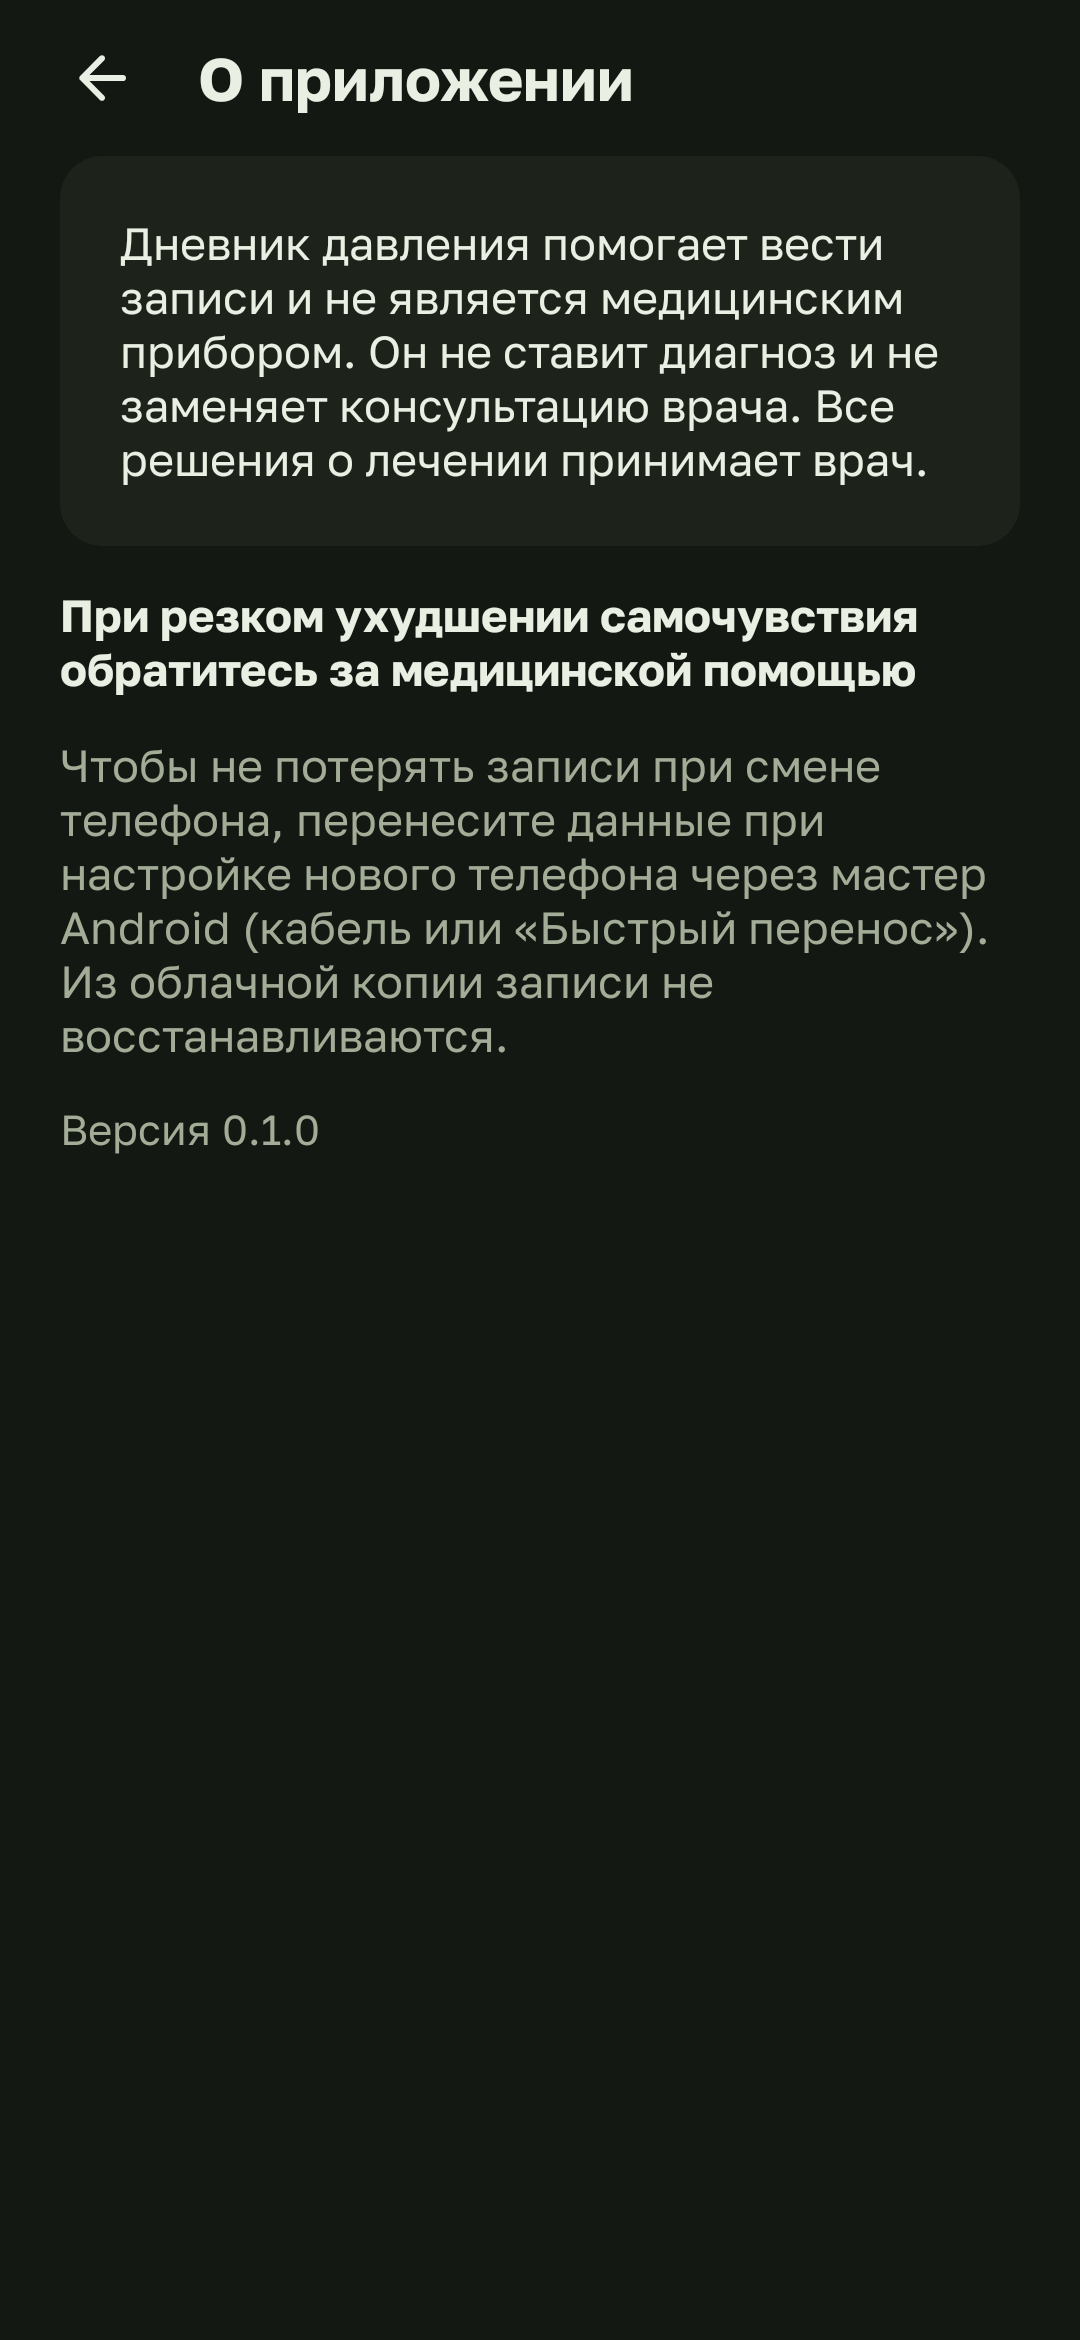 О приложении
Дневник давления помогает вести
записи и не является медицинским
прибором. Он не ставит диагноз и не
заменяет консультацию врача. Все
решения о лечении принимает врач.
При резком ухудшении самочувствия
обратитесь за медицинской помощью
Чтобы не потерять записи при смене
телефона, перенесите данные при
настройке нового телефона через мастер
Android (кабель или «Быстрый перенос»).
Из облачной копии записи не
восстанавливаются.
Версия 0.1.0